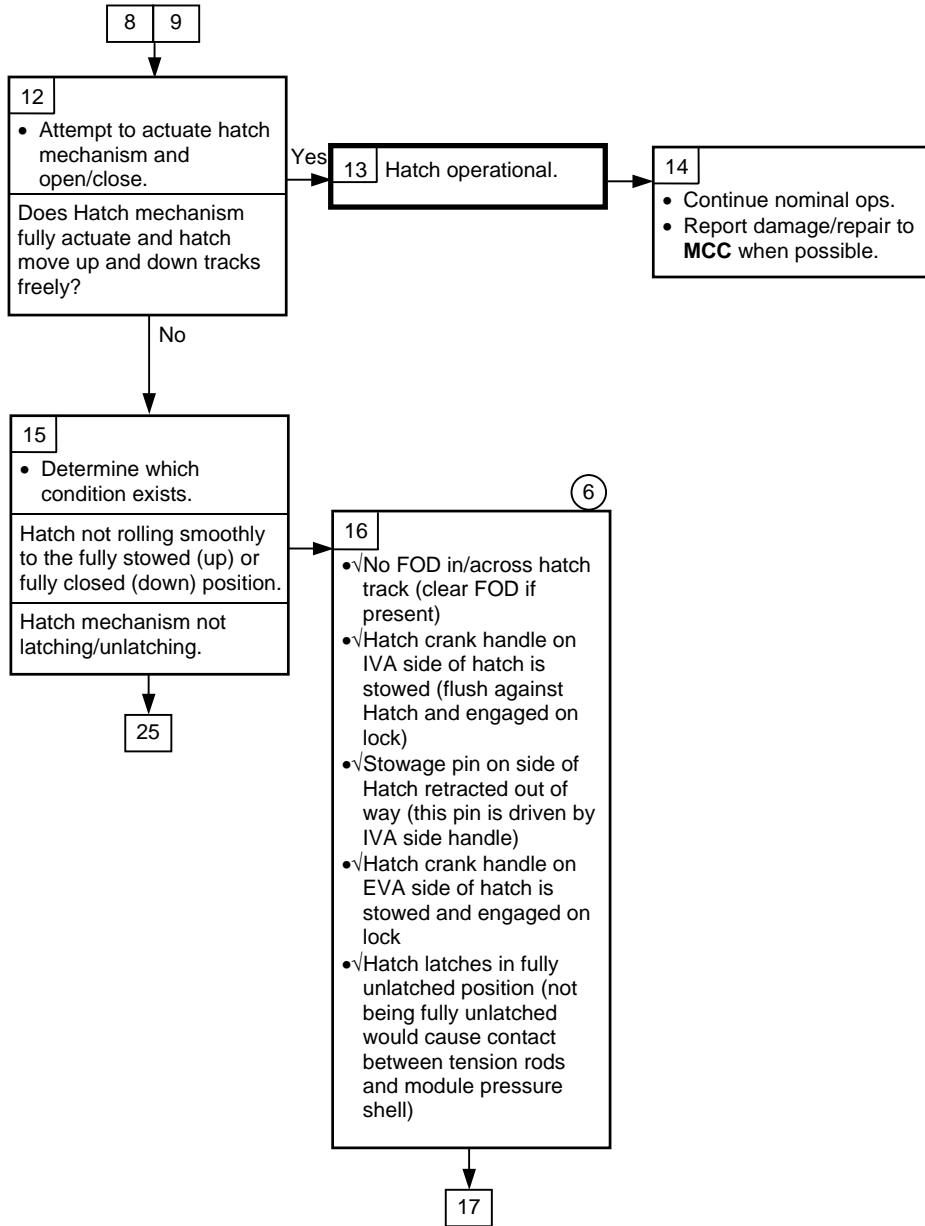 8 9
12
• Attempt to actuate hatch
mechanism and
open/close.
Does Hatch mechanism
fully actuate and hatch
move up and down tracks
freely?
Yes
13 Hatch operational.
14
• Continue nominal ops.
• Report damage/repair to
MCC when possible.
No
15
• Determine which
condition exists.
Hatch not rolling smoothly
to the fully stowed (up) or
fully closed (down) position.
Hatch mechanism not
latching/unlatching.
25
6
16
•√No FOD in/across hatch
track (clear FOD if
present)
•√Hatch crank handle on
IVA side of hatch is
stowed (flush against
Hatch and engaged on
lock)
•√Stowage pin on side of
Hatch retracted out of
way (this pin is driven by
IVA side handle)
•√Hatch crank handle on
EVA side of hatch is
stowed and engaged on
lock
•√Hatch latches in fully
unlatched position (not
being fully unlatched
would cause contact
between tension rods
and module pressure
shell)
17